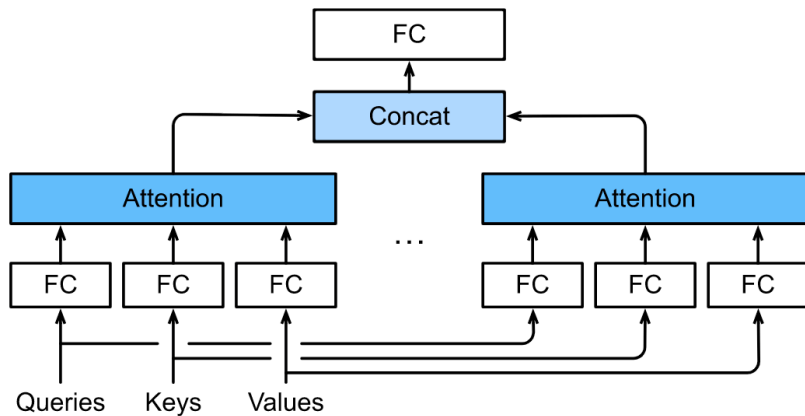 FC
Concat
Attention
Attention
...
FC
FC
FC
FC
FC
FC
Queries
Keys
Values